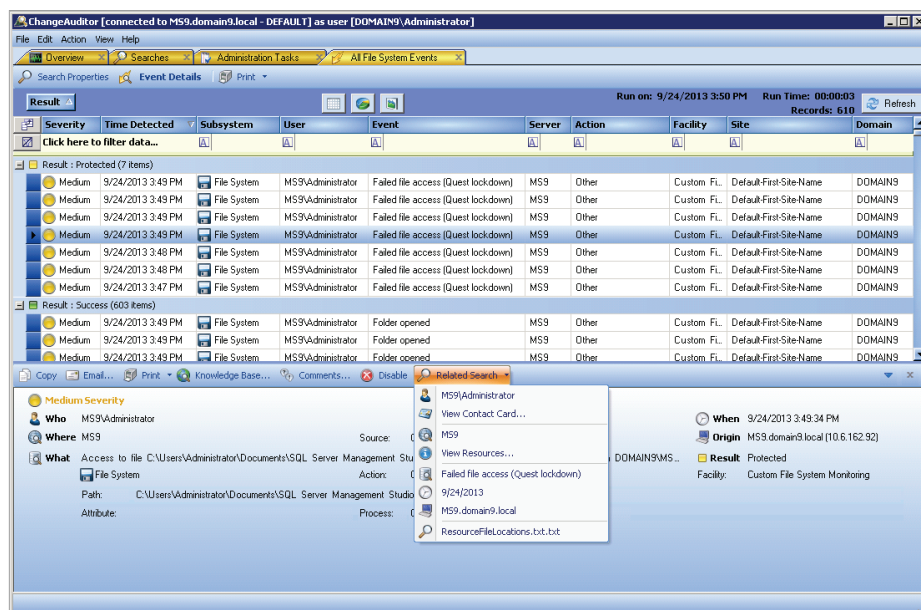 ChangeAuditor [connected to MS9.domain9.local - DEFAULT] as user [DOMAIN9\Administrator]
File Edit Action View Help
Overview Searches Administration Tasks All File System Events
Search Properties Event Details Print
Result Run on: 9/24/2013 3:50 PM Run Time: 00:00:03 Records: 610 Refresh
Severity Time Detected Subsystem User Event Server Action Facility Site Domain
Click here to filter data...
Result : Protected (7 items)
Medium 9/24/2013 3:49 PM File System MS9\Administrator Failed file access (Quest lockdown) MS9 Other Custom Fi... Default-First-Site-Name DOMAIN9
Medium 9/24/2013 3:49 PM File System MS9\Administrator Failed file access (Quest lockdown) MS9 Other Custom Fi... Default-First-Site-Name DOMAIN9
Medium 9/24/2013 3:49 PM File System MS9\Administrator Failed file access (Quest lockdown) MS9 Other Custom Fi... Default-First-Site-Name DOMAIN9
Medium 9/24/2013 3:49 PM File System MS9\Administrator Failed file access (Quest lockdown) MS9 Other Custom Fi... Default-First-Site-Name DOMAIN9
Medium 9/24/2013 3:48 PM File System MS9\Administrator Failed file access (Quest lockdown) MS9 Other Custom Fi... Default-First-Site-Name DOMAIN9
Medium 9/24/2013 3:48 PM File System MS9\Administrator Failed file access (Quest lockdown) MS9 Other Custom Fi... Default-First-Site-Name DOMAIN9
Medium 9/24/2013 3:47 PM File System MS9\Administrator Failed file access (Quest lockdown) MS9 Other Custom Fi... Default-First-Site-Name DOMAIN9
Result : Success (603 items)
Medium 9/24/2013 3:49 PM File System MS9\Administrator Folder opened MS9 Other Custom Fi... Default-First-Site-Name DOMAIN9
Medium 9/24/2013 3:49 PM File System MS9\Administrator Folder opened MS9 Other Custom Fi... Default-First-Site-Name DOMAIN9
Medium 9/24/2013 3:49 PM File System MS9\Administrator Folder opened MS9 Other Custom Fi... Default-First-Site-Name DOMAIN9
Copy Email... Print Knowledge Base... Comments... Disable Related Search
Medium Severity
Who MS9\Administrator
When 9/24/2013 3:49:34 PM
Where MS9 Source:
Origin MS9.domain9.local (10.6.162.92)
What Access to file C:\Users\Administrator\Documents\SQL Server Management Stu DOMAIN9\MS...
Result Protected
File System Action:
Facility: Custom File System Monitoring
Path: C:\Users\Administrator\Documents\SQL Server Management Studio
Attribute: Process:
MS9\Administrator
View Contact Card...
MS9
View Resources...
Failed file access (Quest lockdown)
9/24/2013
MS9.domain9.local
ResourceFileLocations.txt.txt